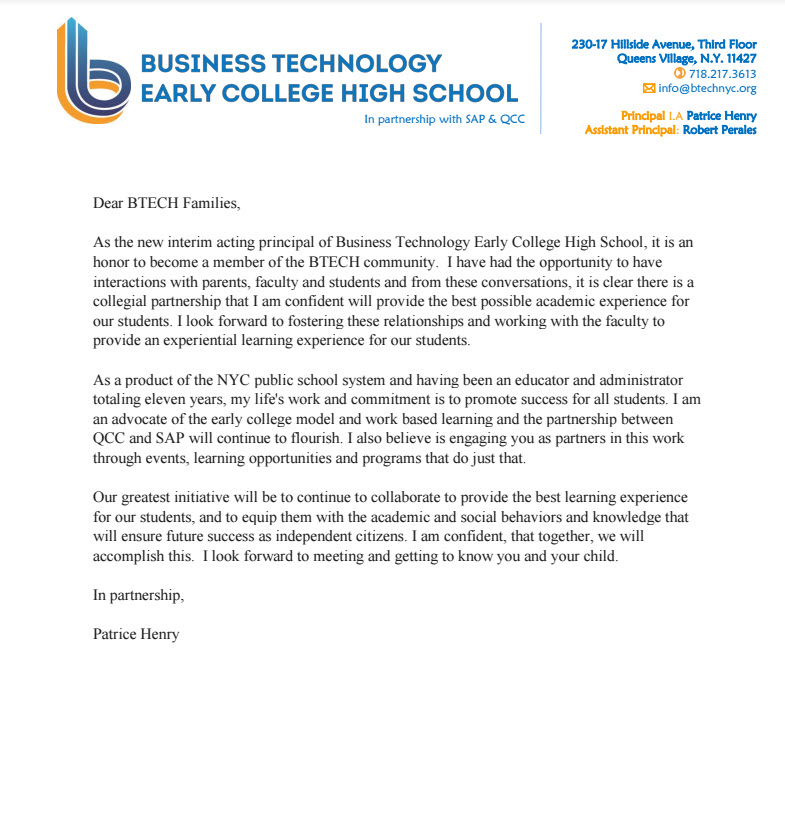 BUSINESS TECHNOLOGY
EARLY COLLEGE HIGH SCHOOL
In partnership with SAP & QCC
230-17 Hillside Avenue, Third Floor
Queens Village, N.Y. 11427
718.217.3613
info@btechnyc.org
Principal I.A Patrice Henry
Assistant Principal: Robert Perales
Dear BTECH Families,
As the new interim acting principal of Business Technology Early College High School, it is an
honor to become a member of the BTECH community.  I have had the opportunity to have
interactions with parents, faculty and students and from these conversations, it is clear there is a
collegial partnership that I am confident will provide the best possible academic experience for
our students. I look forward to fostering these relationships and working with the faculty to
provide an experiential learning experience for our students.
As a product of the NYC public school system and having been an educator and administrator
totaling eleven years, my life's work and commitment is to promote success for all students. I am
an advocate of the early college model and work based learning and the partnership between
QCC and SAP will continue to flourish. I also believe is engaging you as partners in this work
through events, learning opportunities and programs that do just that.
Our greatest initiative will be to continue to collaborate to provide the best learning experience
for our students, and to equip them with the academic and social behaviors and knowledge that
will ensure future success as independent citizens. I am confident, that together, we will
accomplish this.  I look forward to meeting and getting to know you and your child.
In partnership,
Patrice Henry